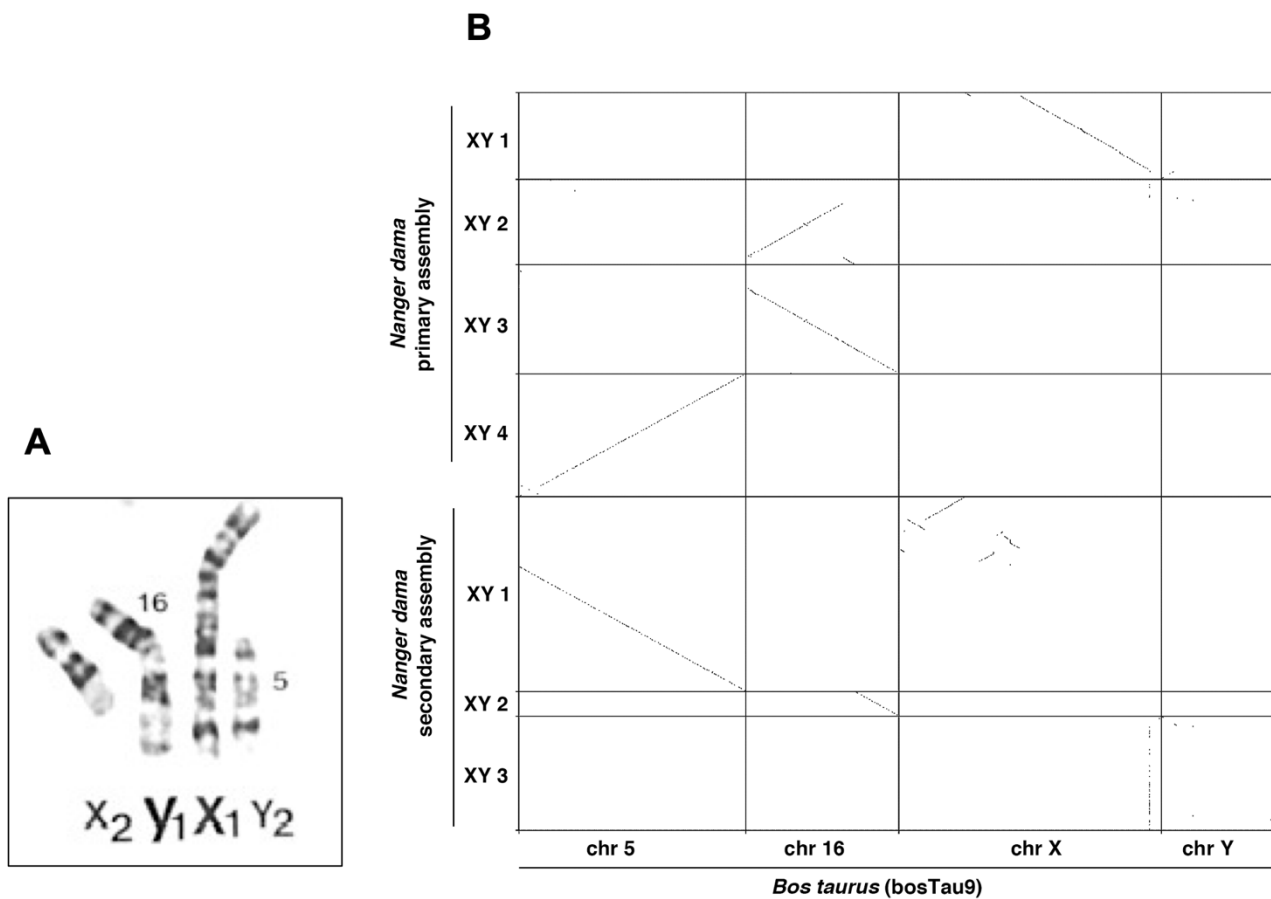 B
XY 1
XY 2
XY 3
XY 4
Nanger dama
primary assembly
A
XY 1
XY 2
XY 3
Nanger dama
secondary assembly
16
5
X2 y1 X1 Y2
chr 5 chr 16 chr X chr Y
Bos taurus (bosTau9)